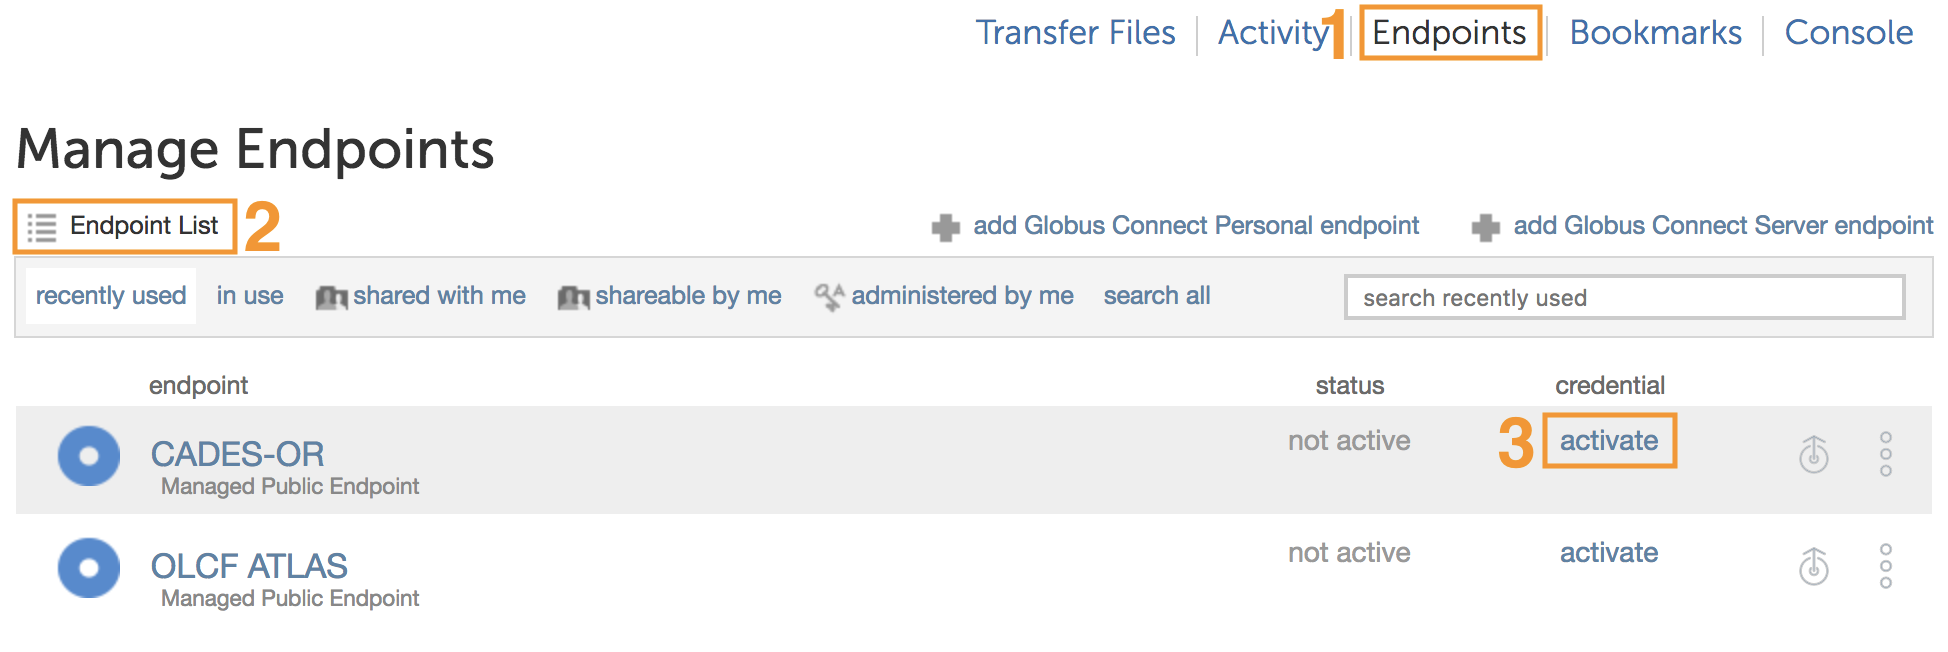 Transfer Files Activity 1 Endpoints Bookmarks Console
Manage Endpoints
Endpoint List 2 add Globus Connect Personal endpoint add Globus Connect Server endpoint
recently used in use shared with me shareable by me administered by me search all search recently used
endpoint status credential
CADES-OR not active 3 activate
Managed Public Endpoint
OLCF ATLAS not active activate
Managed Public Endpoint